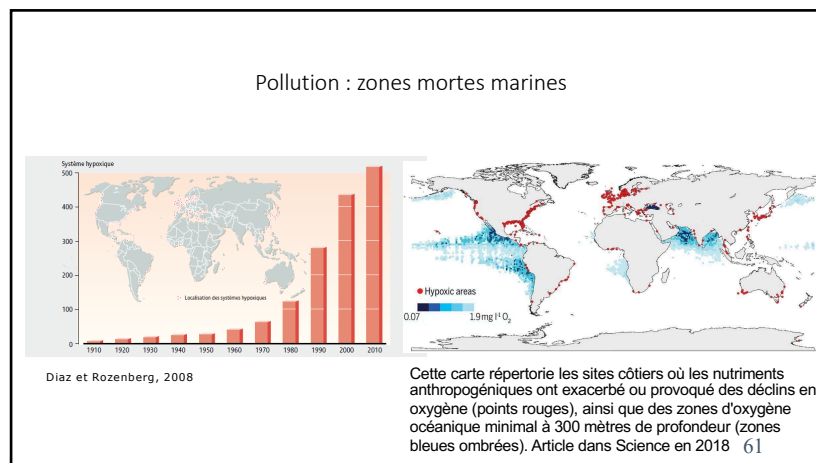 Pollution : zones mortes marines
Système hypoxique
500
400
300
200
100
0
Localisation des systèmes hypoxiques
1910 1920 1930 1940 1950 1960 1970 1980 1990 2000 2010
Diaz et Rozenberg, 2008
Hypoxic areas
0.07 1.9 mg l-1 O2
Cette carte répertorie les sites côtiers où les nutriments
anthropogéniques ont exacerbé ou provoqué des déclins en
oxygène (points rouges), ainsi que des zones d'oxygène
océanique minimal à 300 mètres de profondeur (zones
bleues ombrées). Article dans Science en 2018 61